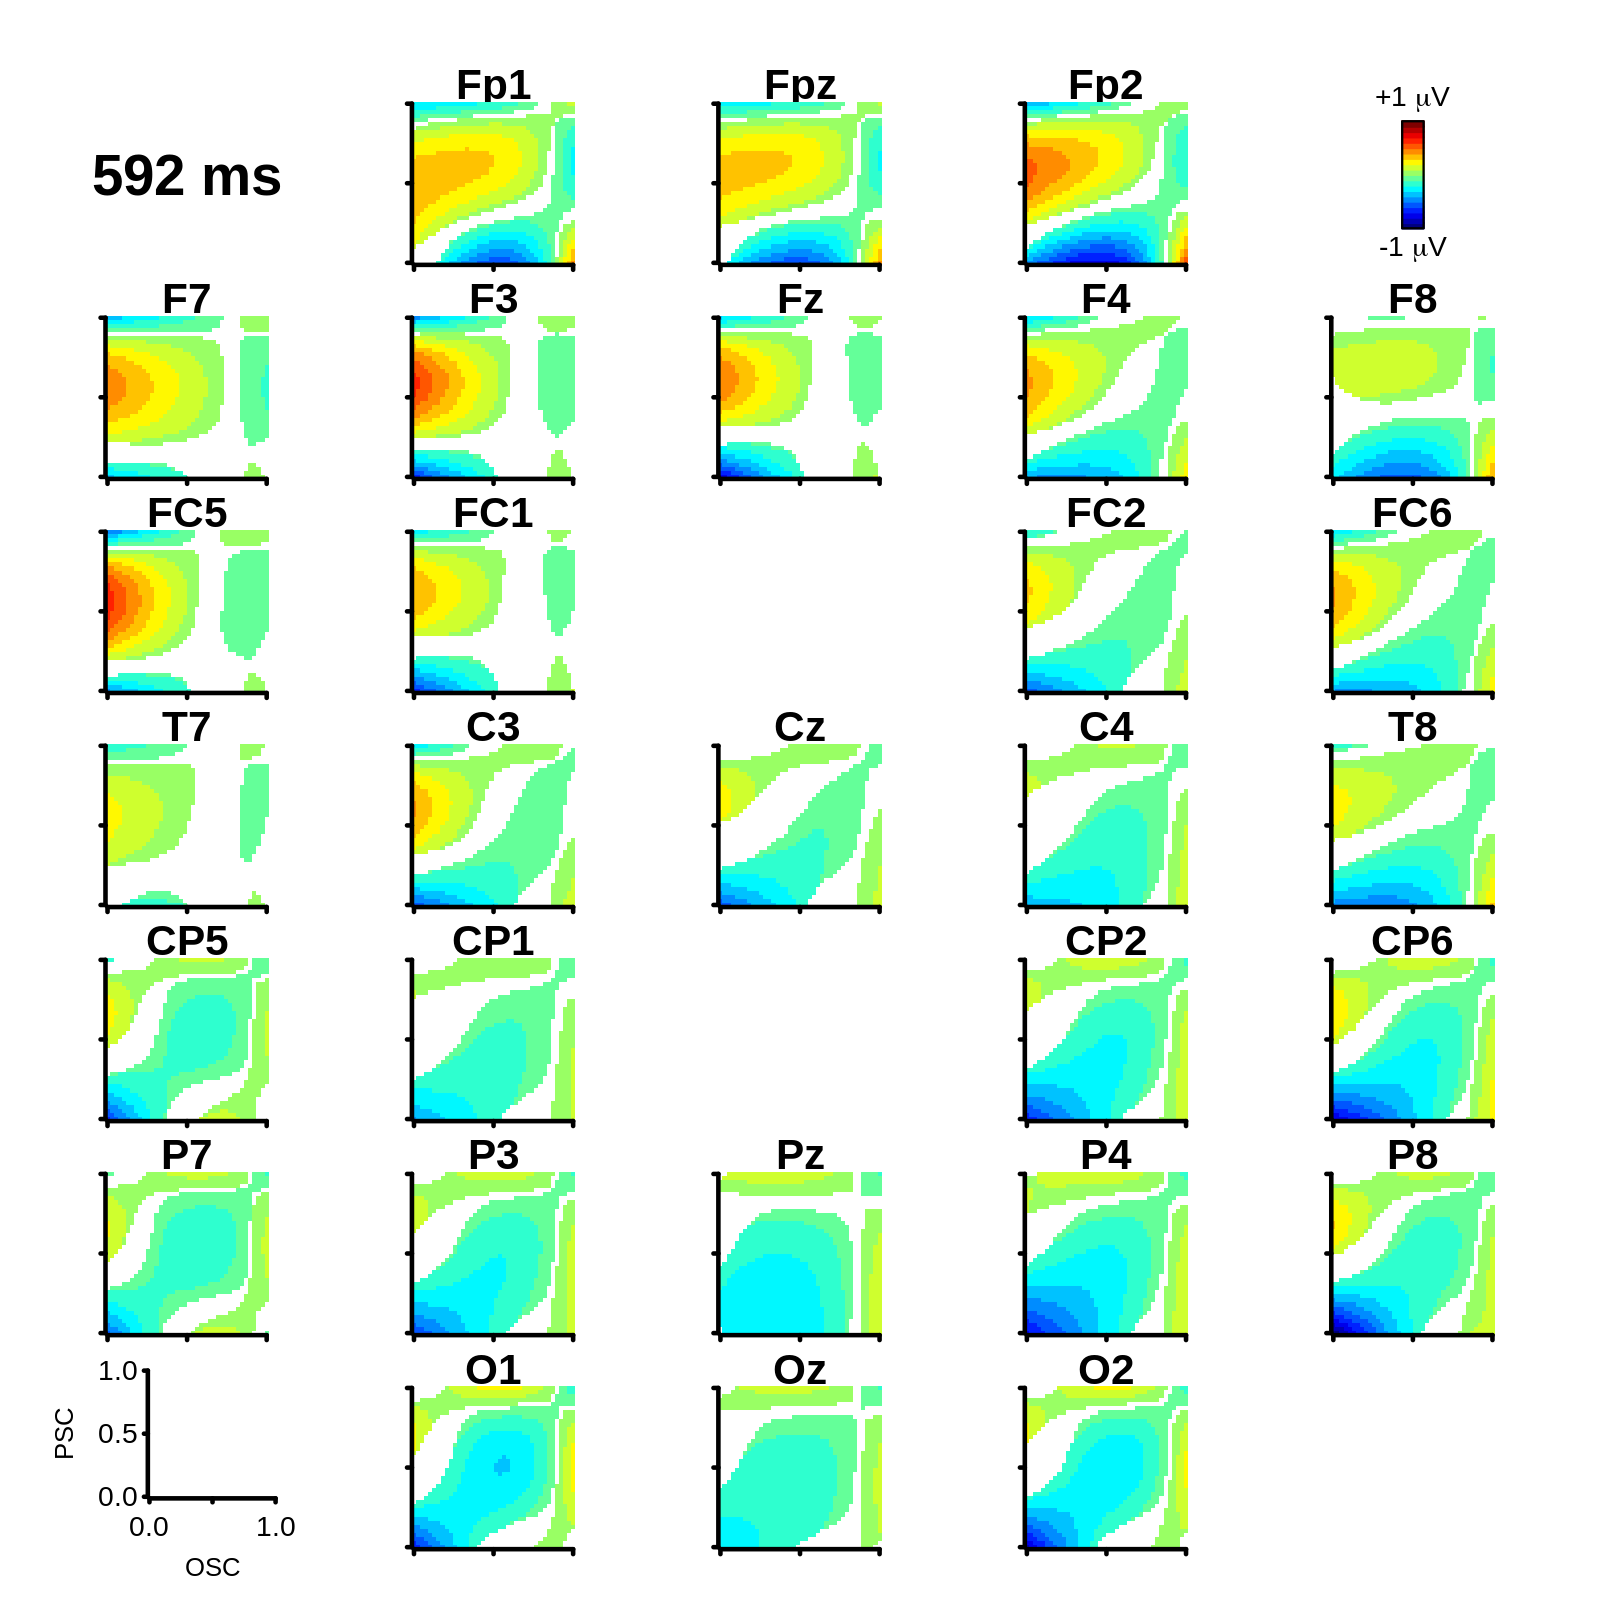 Fp1 Fpz Fp2
+1 μV
592 ms
-1 μV
F7 F3 Fz F4 F8
FC5 FC1 FC2 FC6
T7 C3 Cz C4 T8
CP5 CP1 CP2 CP6
P7 P3 Pz P4 P8
O1 Oz O2
1.0
PSC
0.5
0.0
0.0 1.0
OSC